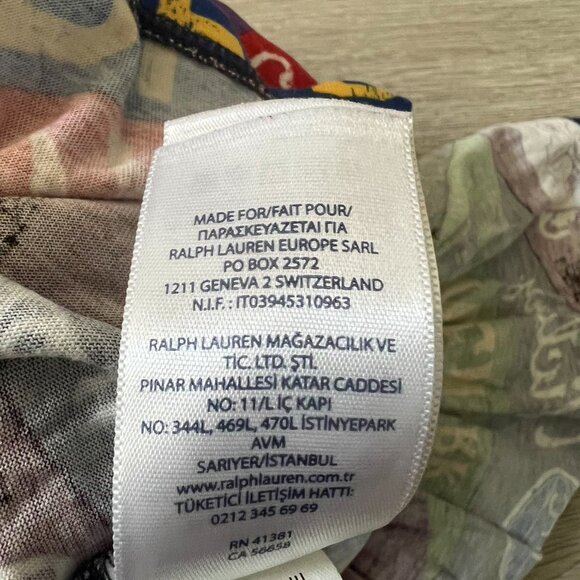 MADE FOR/FAIT POUR/
ΠΑΡΑΣΚΕΥΑΖΕΤΑΙ ΓΙΑ
RALPH LAUREN EUROPE SARL
PO BOX 2572
1211 GENEVA 2 SWITZERLAND
N.I.F. : IT03945310963
RALPH LAUREN MAĞAZACILIK VE
TİC. LTD. ŞTİ.
PINAR MAHALLESİ KATAR CADDESİ
NO: 11/L İÇ KAPI
NO: 344L, 469L, 470L İSTİNYEPARK
AVM
SARIYER/İSTANBUL
www.ralphlauren.com.tr
TÜKETİCİ İLETİŞİM HATTI:
0212 345 69 69
RN 41381
CA 56658